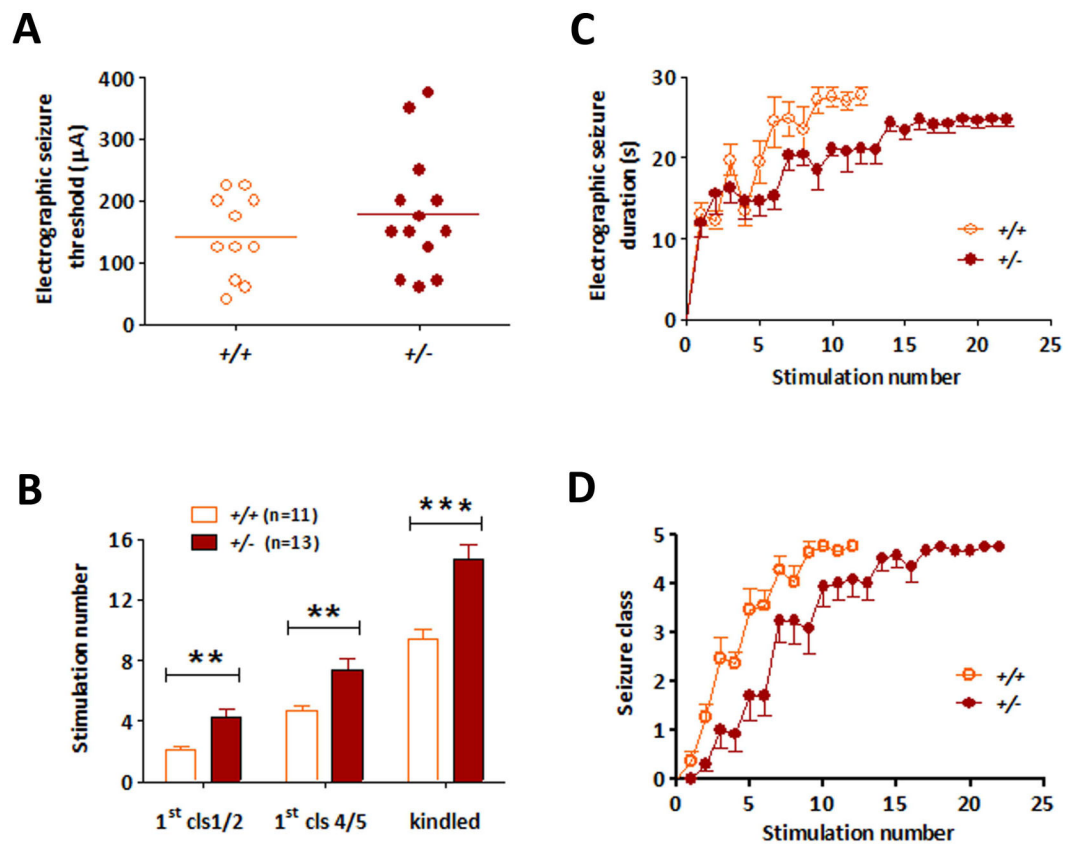 A
Electrographic seizure
threshold (µA)
400
300
200
100
0
+/+
+/-
B
+/+ (n=11)
+/- (n=13)
Stimulation number
16
12
8
4
0
**
**
***
1st cls1/2
1st cls 4/5
kindled
C
Electrographic seizure
duration (s)
30
20
10
0
0 5 10 15 20 25
Stimulation number
+/+
+/-
D
Seizure class
5
4
3
2
1
0
0 5 10 15 20 25
Stimulation number
+/+
+/-